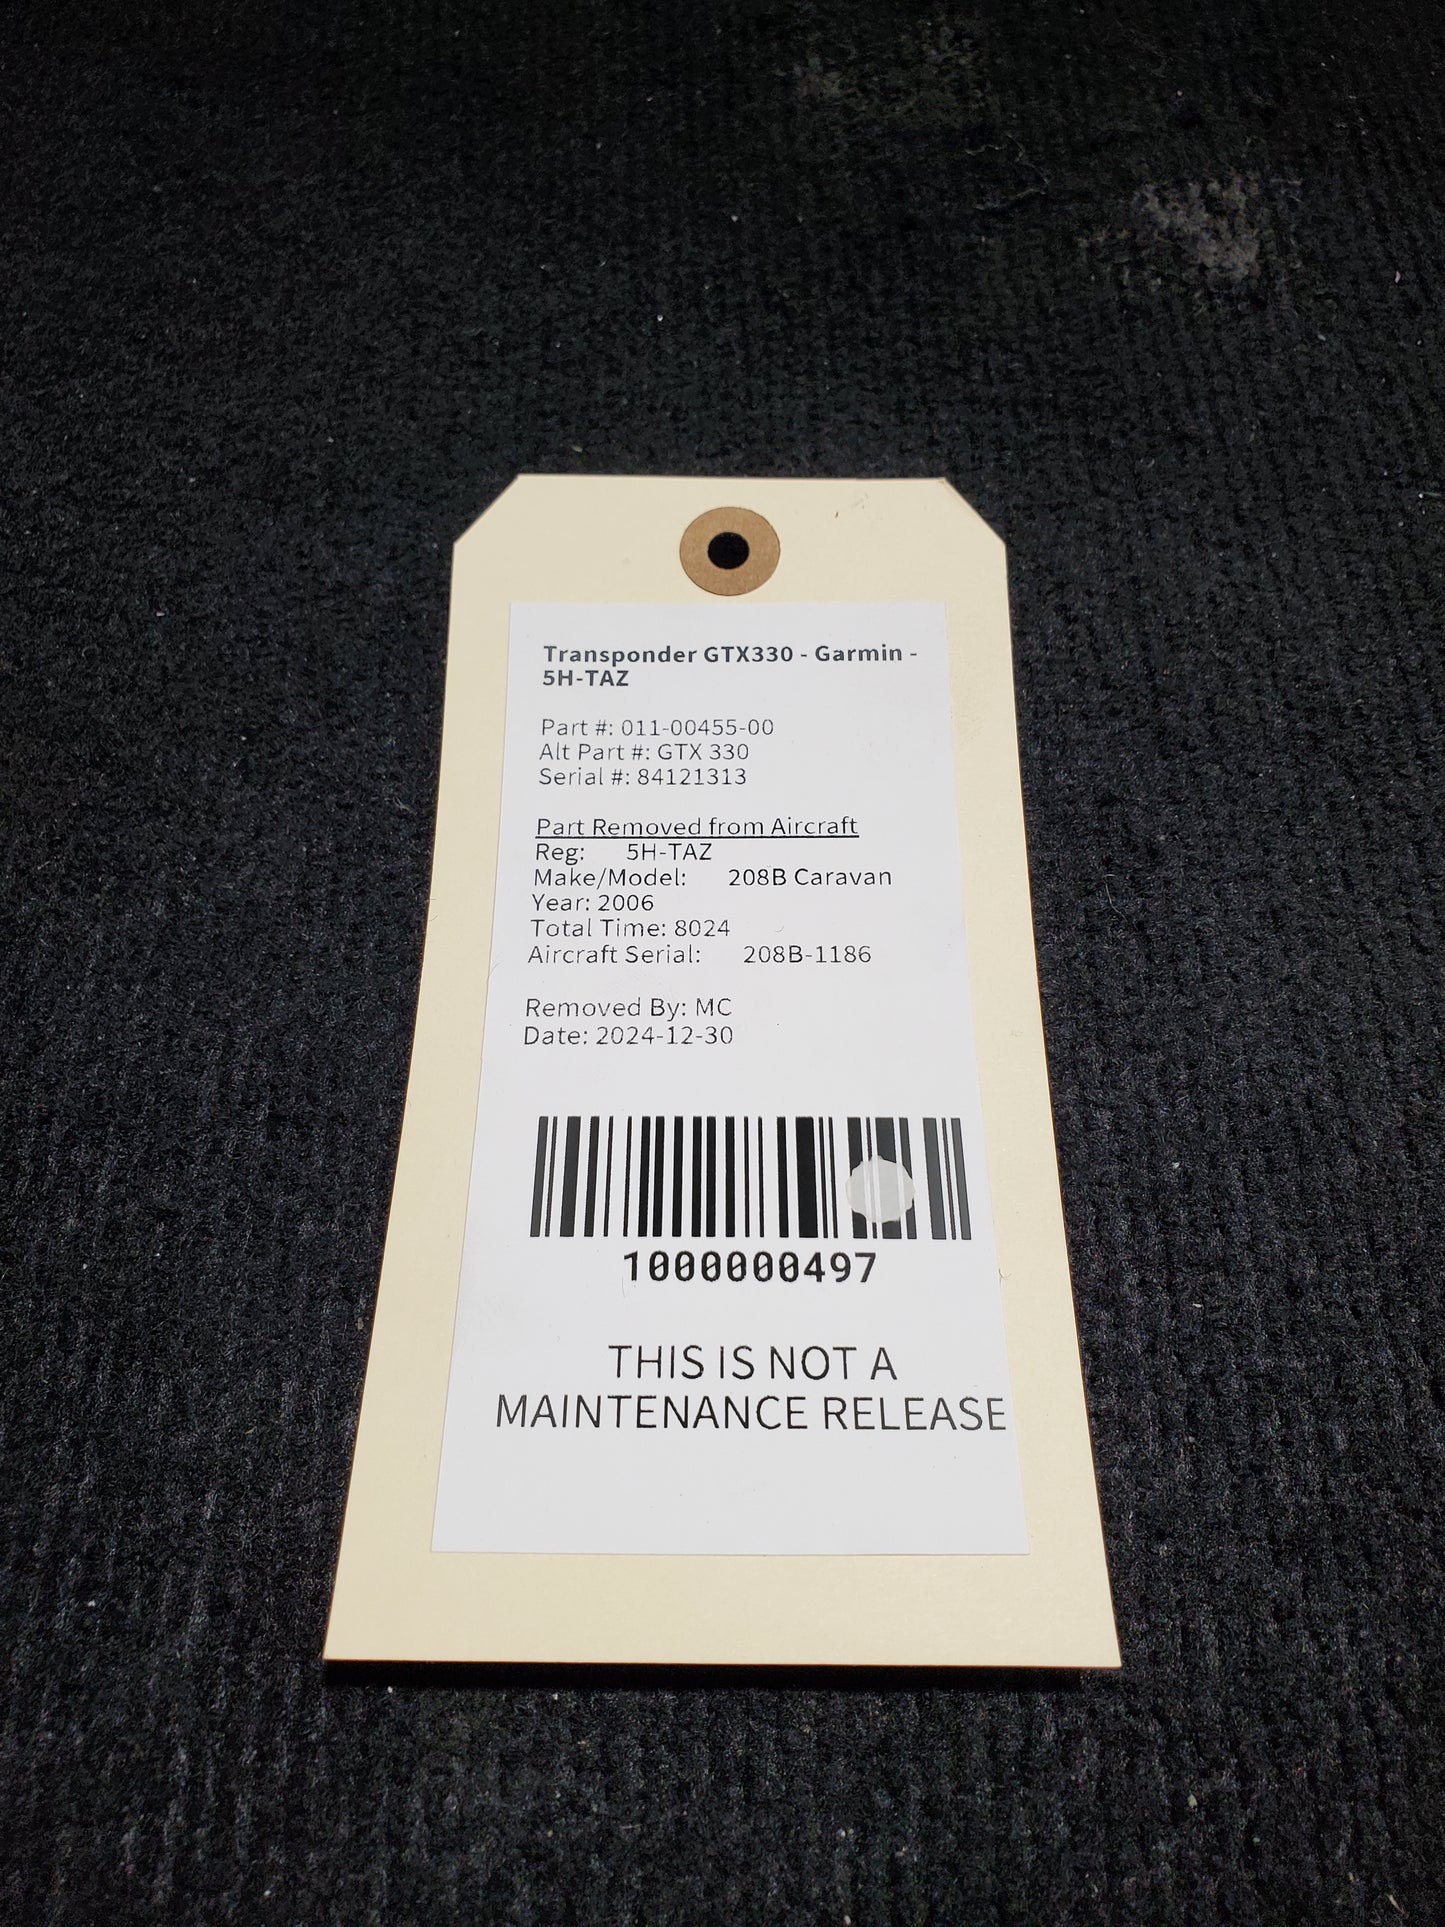 Transponder GTX330 - Garmin -
5H-TAZ
Part #: 011-00455-00
Alt Part #: GTX 330
Serial #: 84121313
Part Removed from Aircraft
Reg: 5H-TAZ
Make/Model: 208B Caravan
Year: 2006
Total Time: 8024
Aircraft Serial: 208B-1186
Removed By: MC
Date: 2024-12-30
1000000497
THIS IS NOT A
MAINTENANCE RELEASE